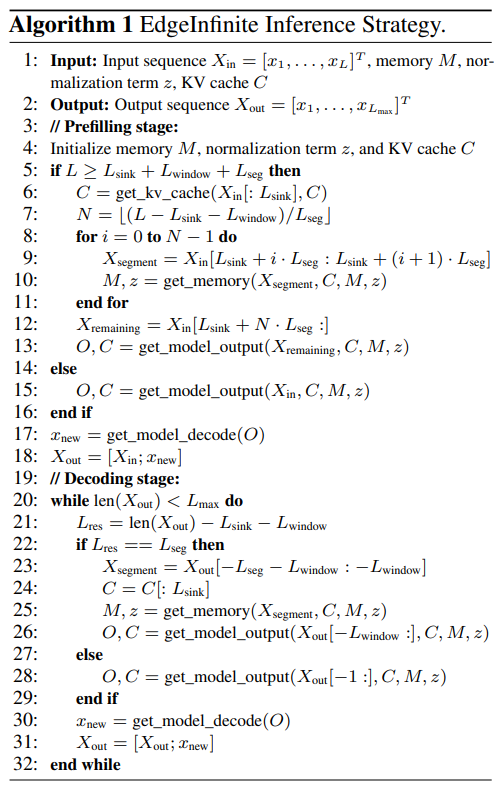 Algorithm 1 EdgeInfinite Inference Strategy.
1: Input: Input sequence X_in = [x_1, . . . , x_L]^T, memory M, nor-
malization term z, KV cache C
2: Output: Output sequence X_out = [x_1, . . . , x_{L_max}]^T
3: // Prefilling stage:
4: Initialize memory M, normalization term z, and KV cache C
5: if L ≥ L_sink + L_window + L_seg then
6: C = get_kv_cache(X_in[: L_sink], C)
7: N = ⌊(L − L_sink − L_window)/L_seg⌋
8: for i = 0 to N − 1 do
9: X_segment = X_in[L_sink + i · L_seg : L_sink + (i + 1) · L_seg]
10: M, z = get_memory(X_segment, C, M, z)
11: end for
12: X_remaining = X_in[L_sink + N · L_seg :]
13: O, C = get_model_output(X_remaining, C, M, z)
14: else
15: O, C = get_model_output(X_in, C, M, z)
16: end if
17: x_new = get_model_decode(O)
18: X_out = [X_in; x_new]
19: // Decoding stage:
20: while len(X_out) < L_max do
21: L_res = len(X_out) − L_sink − L_window
22: if L_res == L_seg then
23: X_segment = X_out[−L_seg − L_window : −L_window]
24: C = C[: L_sink]
25: M, z = get_memory(X_segment, C, M, z)
26: O, C = get_model_output(X_out[−L_window :], C, M, z)
27: else
28: O, C = get_model_output(X_out[−1 :], C, M, z)
29: end if
30: x_new = get_model_decode(O)
31: X_out = [X_out; x_new]
32: end while